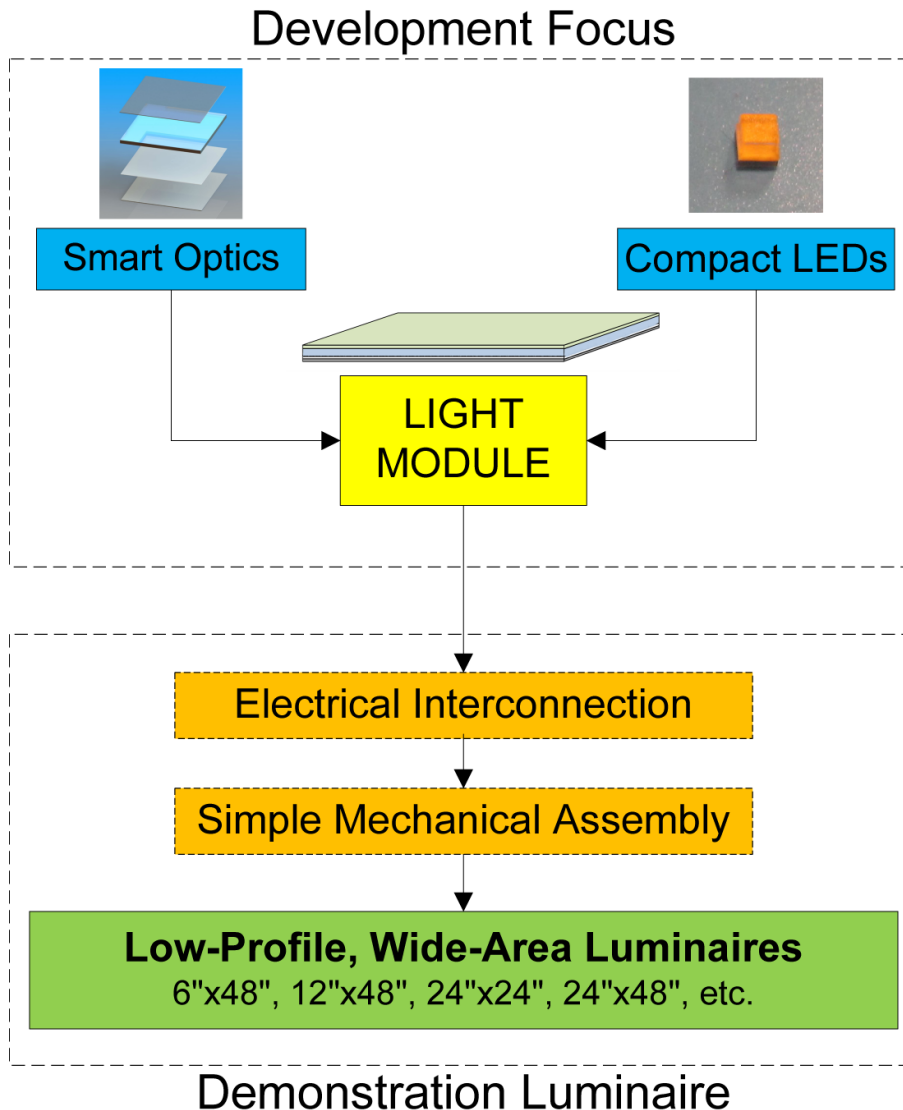 Development Focus
Smart Optics
Compact LEDs
LIGHT
MODULE
Electrical Interconnection
Simple Mechanical Assembly
Low-Profile, Wide-Area Luminaires
6"x48", 12"x48", 24"x24", 24"x48", etc.
Demonstration Luminaire